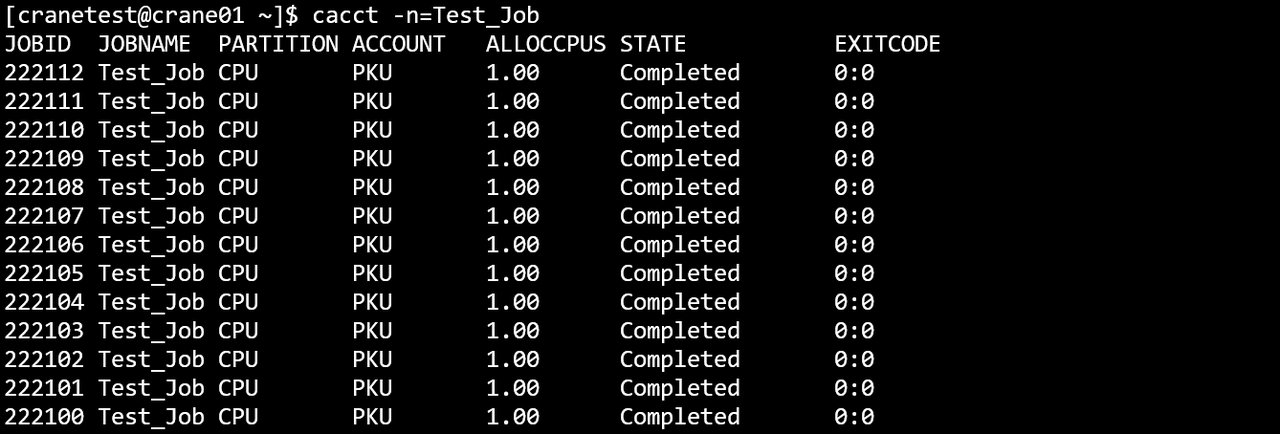 [cranetest@crane01 ~]$ cacct -n=Test_Job
JOBID  JOBNAME  PARTITION ACCOUNT   ALLOCCPUS STATE           EXITCODE
222112 Test_Job CPU       PKU       1.00      Completed       0:0
222111 Test_Job CPU       PKU       1.00      Completed       0:0
222110 Test_Job CPU       PKU       1.00      Completed       0:0
222109 Test_Job CPU       PKU       1.00      Completed       0:0
222108 Test_Job CPU       PKU       1.00      Completed       0:0
222107 Test_Job CPU       PKU       1.00      Completed       0:0
222106 Test_Job CPU       PKU       1.00      Completed       0:0
222105 Test_Job CPU       PKU       1.00      Completed       0:0
222104 Test_Job CPU       PKU       1.00      Completed       0:0
222103 Test_Job CPU       PKU       1.00      Completed       0:0
222102 Test_Job CPU       PKU       1.00      Completed       0:0
222101 Test_Job CPU       PKU       1.00      Completed       0:0
222100 Test_Job CPU       PKU       1.00      Completed       0:0